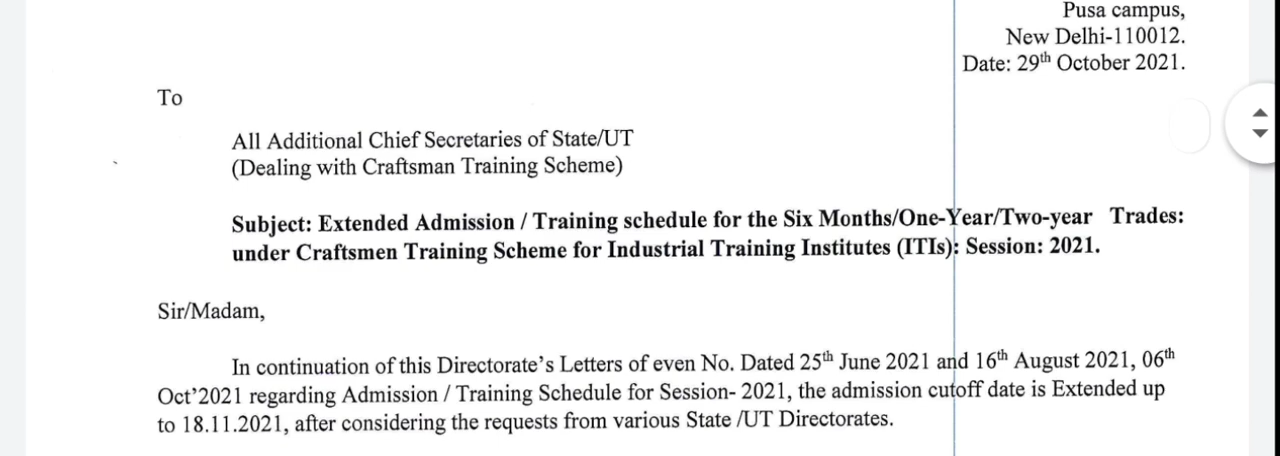 Pusa campus,
New Delhi-110012.
Date: 29th October 2021.
To
All Additional Chief Secretaries of State/UT
(Dealing with Craftsman Training Scheme)
Subject: Extended Admission / Training schedule for the Six Months/One-Year/Two-year Trades:
under Craftsmen Training Scheme for Industrial Training Institutes (ITIs): Session: 2021.
Sir/Madam,
In continuation of this Directorate's Letters of even No. Dated 25th June 2021 and 16th August 2021, 06th
Oct'2021 regarding Admission / Training Schedule for Session- 2021, the admission cutoff date is Extended up
to 18.11.2021, after considering the requests from various State /UT Directorates.